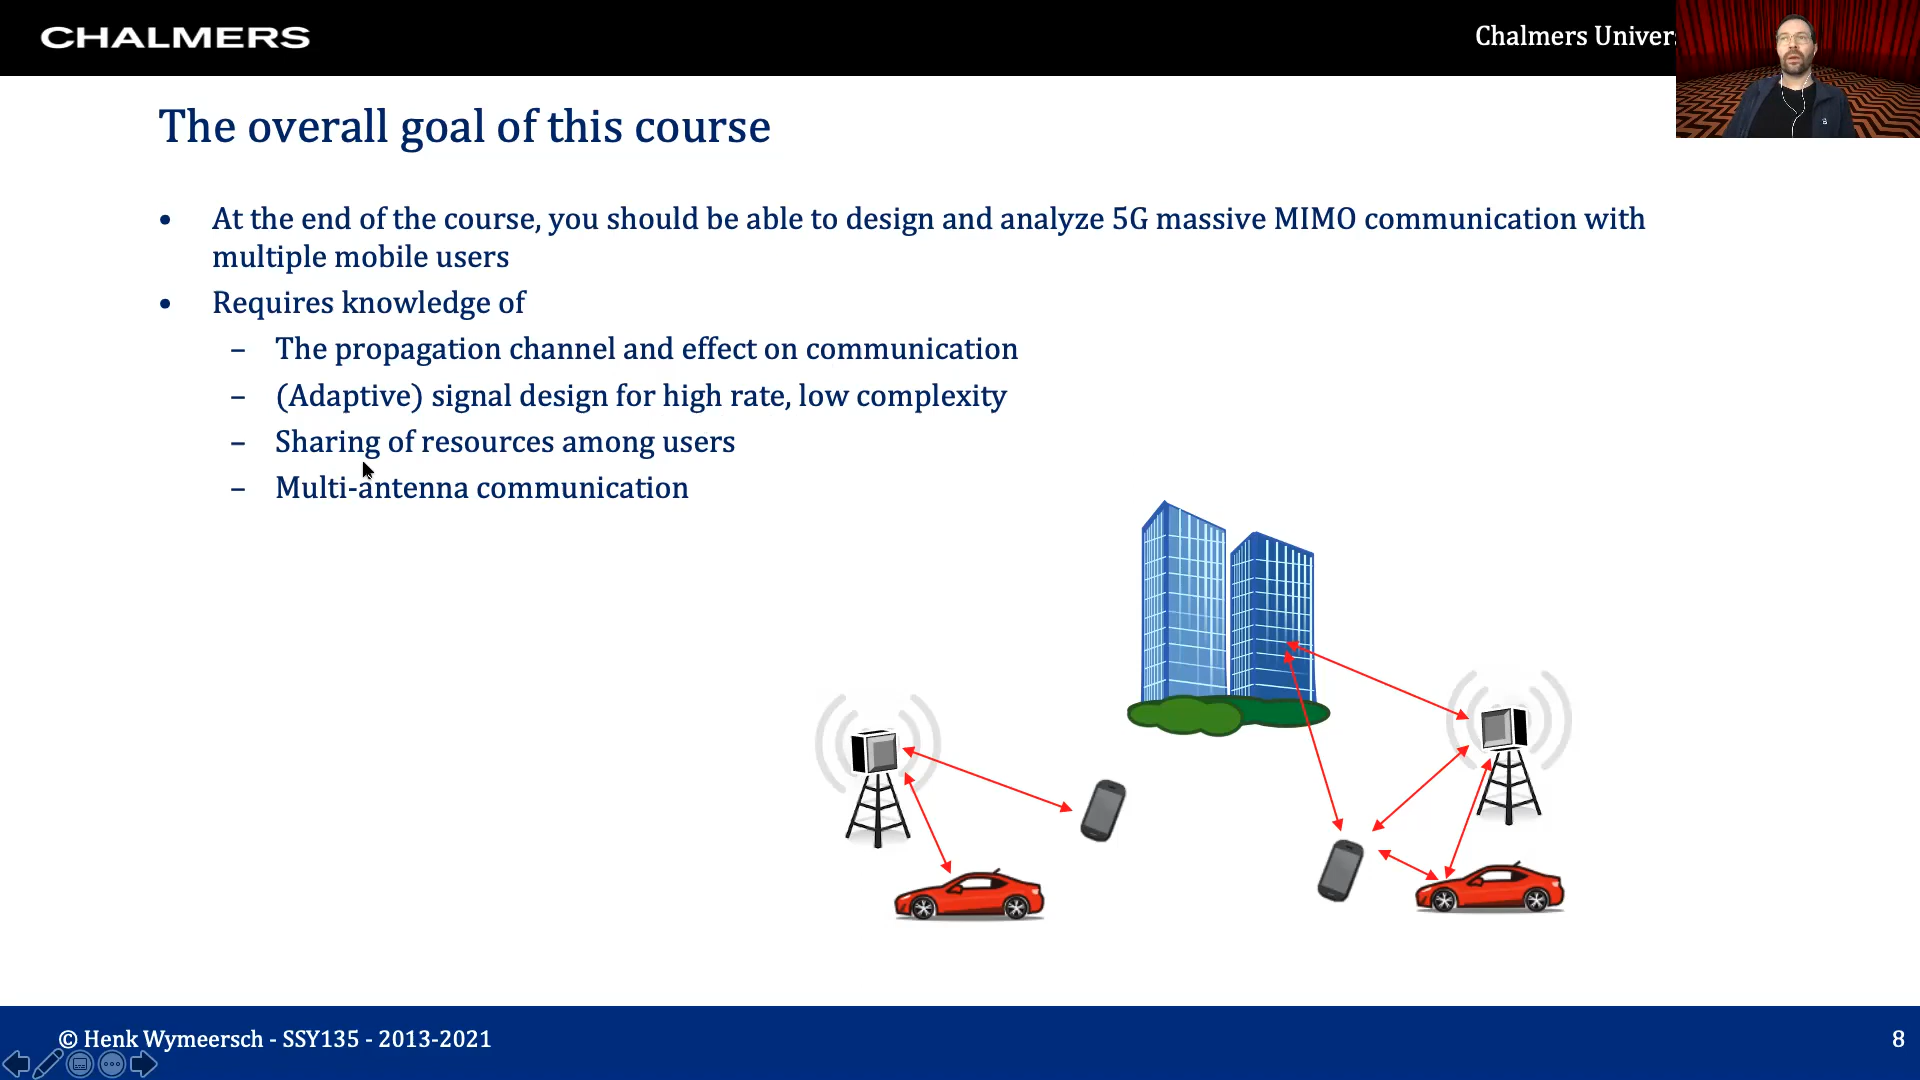 CHALMERS
Chalmers Univers
The overall goal of this course
• At the end of the course, you should be able to design and analyze 5G massive MIMO communication with
multiple mobile users
• Requires knowledge of
– The propagation channel and effect on communication
– (Adaptive) signal design for high rate, low complexity
– Sharing of resources among users
– Multi-antenna communication
© Henk Wymeersch - SSY135 - 2013-2021
8